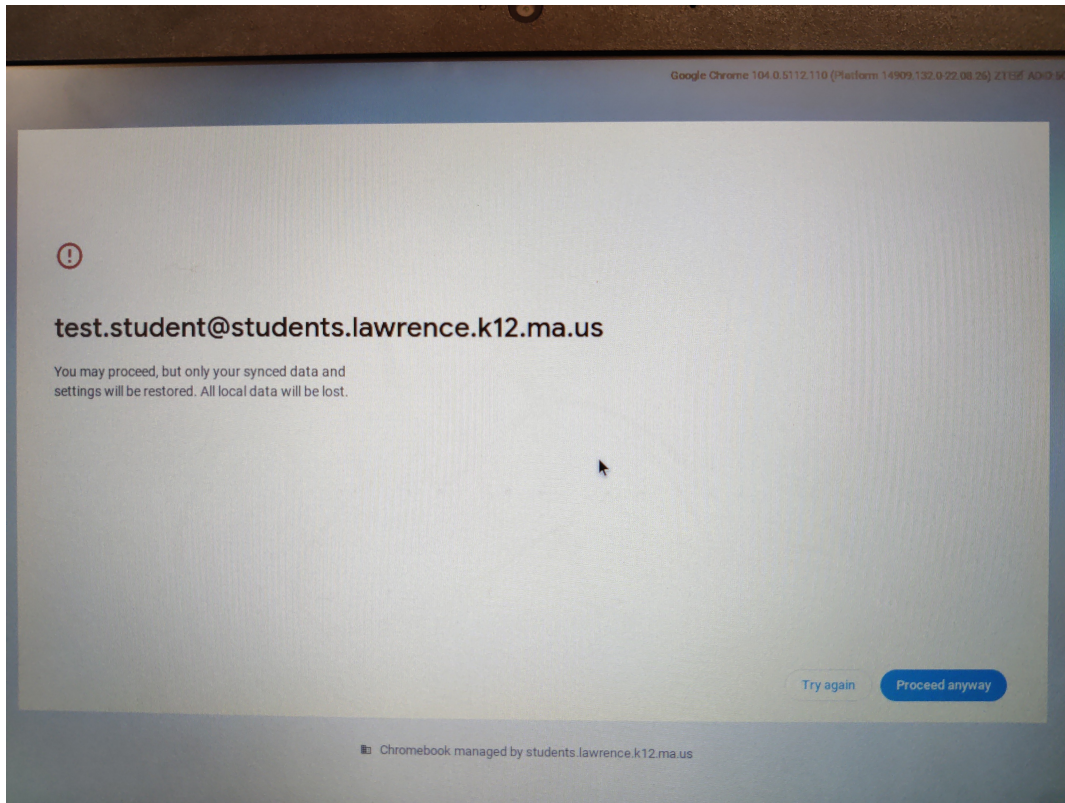 Google Chrome 104.0.5112.110 (Platform 14909.132.0 22.08.26)
test.student@students.lawrence.k12.ma.us
You may proceed, but only your synced data and
settings will be restored. All local data will be lost.
Try again
Proceed anyway
Chromebook managed by students.lawrence.k12.ma.us